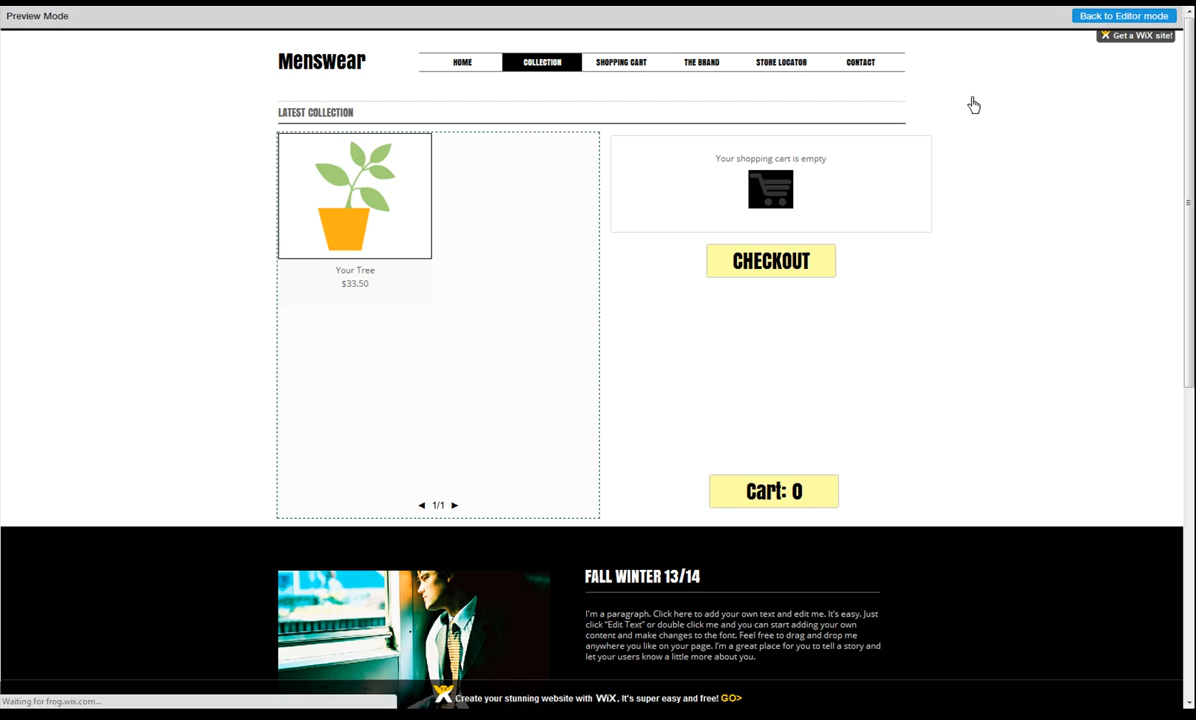 Preview Mode
Back to Editor mode
Get a WiX site!
Menswear
HOME
COLLECTION
SHOPPING CART
THE BRAND
STORE LOCATOR
CONTACT
LATEST COLLECTION
Your Tree
$33.50
1/1
Your shopping cart is empty
CHECKOUT
Cart: 0
FALL WINTER 13/14
I'm a paragraph. Click here to add your own text and edit me. It's easy. Just
click "Edit Text" or double click me and you can start adding your own
content and make changes to the font. Feel free to drag and drop me
anywhere you like on your page. I'm a great place for you to tell a story and
let your users know a little more about you.
Create your stunning website with WiX. It's super easy and free! GO>
Waiting for frog.wix.com...